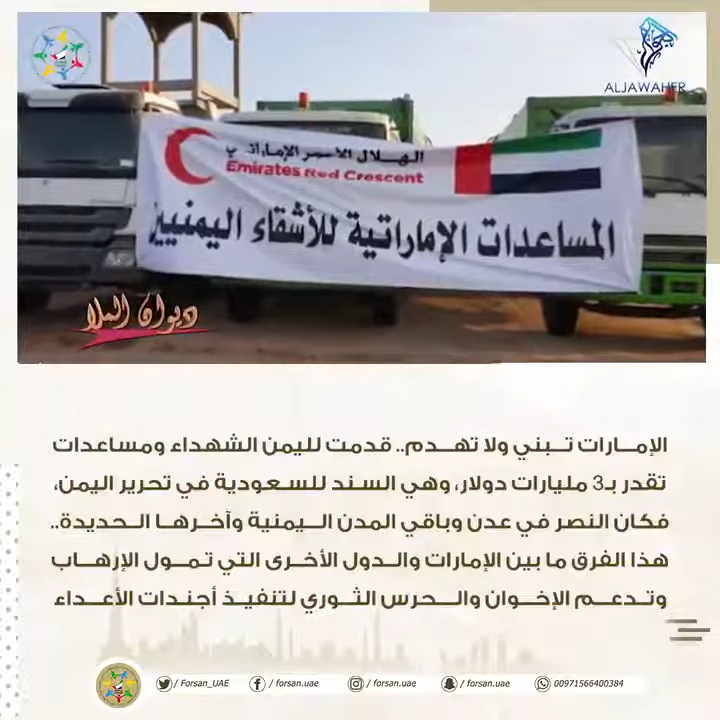 ALJAWAHER
الهلال الأحمر الإماراتي
Emirates Red Crescent
المساعدات الإماراتية للأشقاء اليمنيين
ديوان الملا
الإمـــارات تـــبني ولا تهـدم.. قدمت لليمن الشهداء ومساعدات
تقدر بـ3 مليارات دولار، وهي السند للسعودية في تحرير اليمن،
فكان النصر في عدن وباقي المدن اليمنية وآخرها الحديدة..
هذا الفرق ما بين الإمارات والدول الأخرى التي تمول الإرهاب
وتدعم الإخوان والحرس الثوري لتنفيذ أجندات الأعداء
/ Forsan_UAE / forsan.uae / forsan.uae / forsan.uae 00971566400384